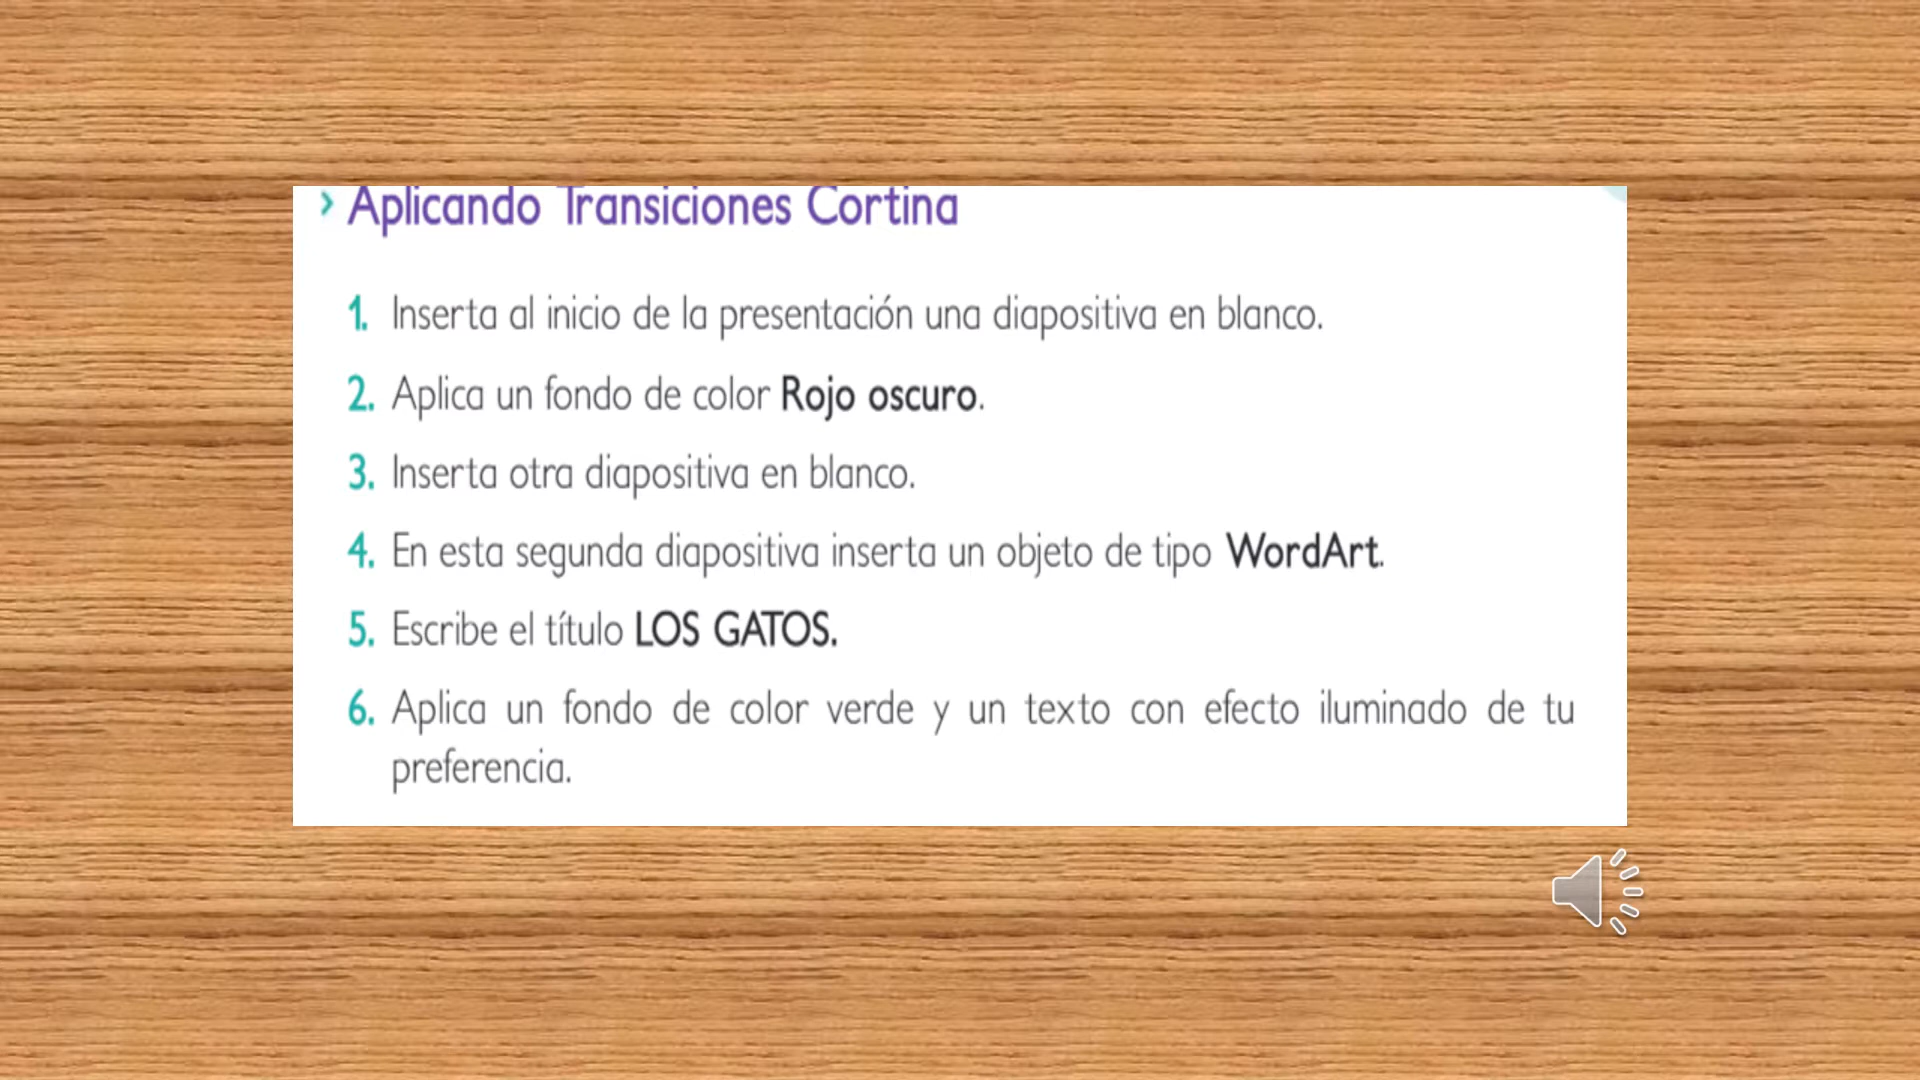 › Aplicando Transiciones Cortina
1. Inserta al inicio de la presentación una diapositiva en blanco.
2. Aplica un fondo de color Rojo oscuro.
3. Inserta otra diapositiva en blanco.
4. En esta segunda diapositiva inserta un objeto de tipo WordArt.
5. Escribe el título LOS GATOS.
6. Aplica un fondo de color verde y un texto con efecto iluminado de tu
preferencia.